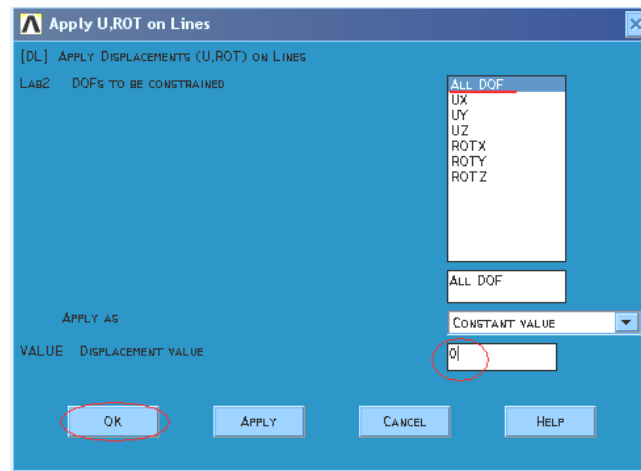 Apply U,ROT on Lines
[DL] Apply Displacements (U,ROT) on Lines
Lab2 DOFs to be constrained
All DOF
UX
UY
UZ
ROTX
ROTY
ROTZ
All DOF
Apply as
Constant value
VALUE Displacement value
0
OK
Apply
Cancel
Help